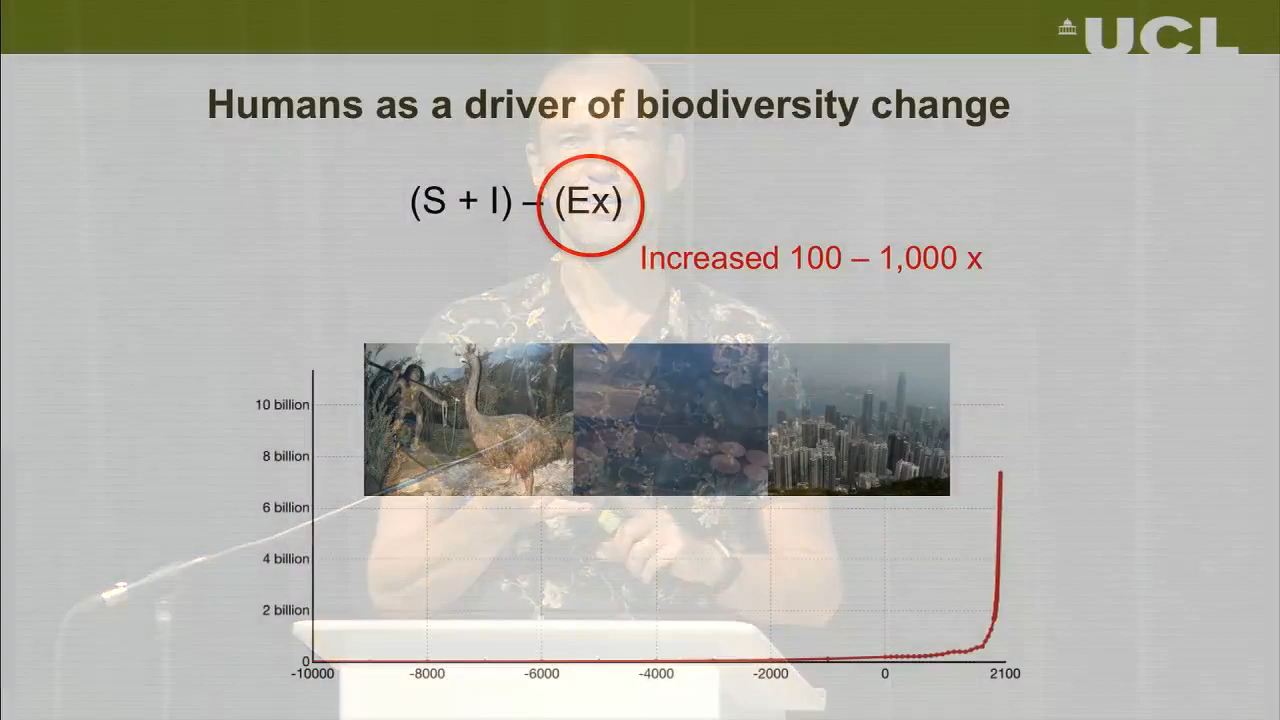 UCL
Humans as a driver of biodiversity change
(S + I) – (Ex)
Increased 100 – 1,000 x
10 billion
8 billion
6 billion
4 billion
2 billion
0
-10000 -8000 -6000 -4000 -2000 0 2100